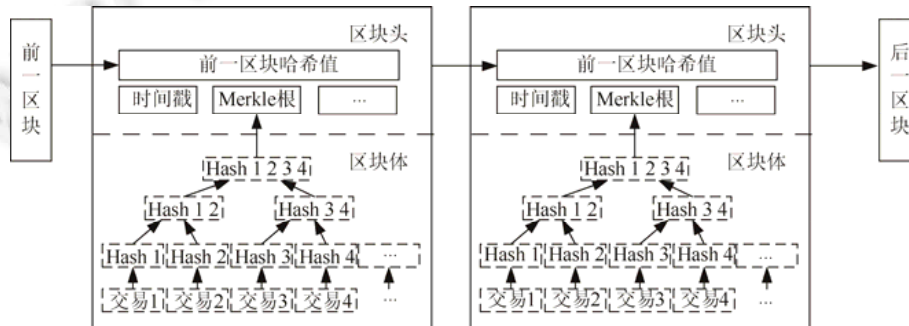 前一区块
区块头
前一区块哈希值
时间戳 Merkle根 ...
区块体
Hash 1 2 3 4
Hash 1 2 Hash 3 4
Hash 1 Hash 2 Hash 3 Hash 4 ...
交易1 交易2 交易3 交易4 ...
区块头
前一区块哈希值
时间戳 Merkle根 ...
区块体
Hash 1 2 3 4
Hash 1 2 Hash 3 4
Hash 1 Hash 2 Hash 3 Hash 4 ...
交易1 交易2 交易3 交易4 ...
后一区块